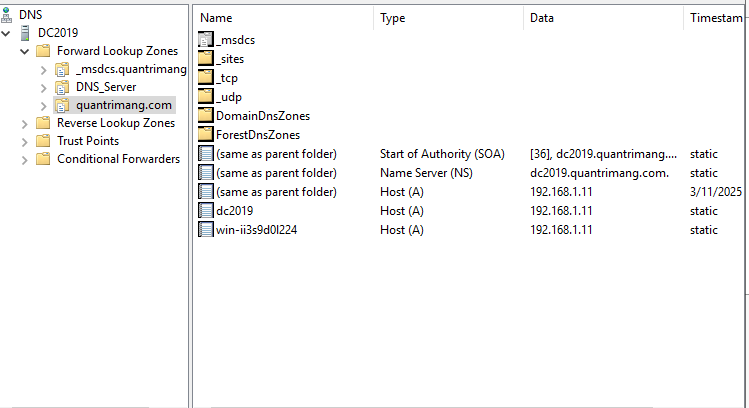 DNS
DC2019
Forward Lookup Zones
_msdcs.quantrimang
DNS_Server
quantrimang.com
Reverse Lookup Zones
Trust Points
Conditional Forwarders
Name Type Data Timestam
_msdcs
_sites
_tcp
_udp
DomainDnsZones
ForestDnsZones
(same as parent folder) Start of Authority (SOA) [36], dc2019.quantrimang.... static
(same as parent folder) Name Server (NS) dc2019.quantrimang.com. static
(same as parent folder) Host (A) 192.168.1.11 3/11/2025
dc2019 Host (A) 192.168.1.11 static
win-ii3s9d0l224 Host (A) 192.168.1.11 static